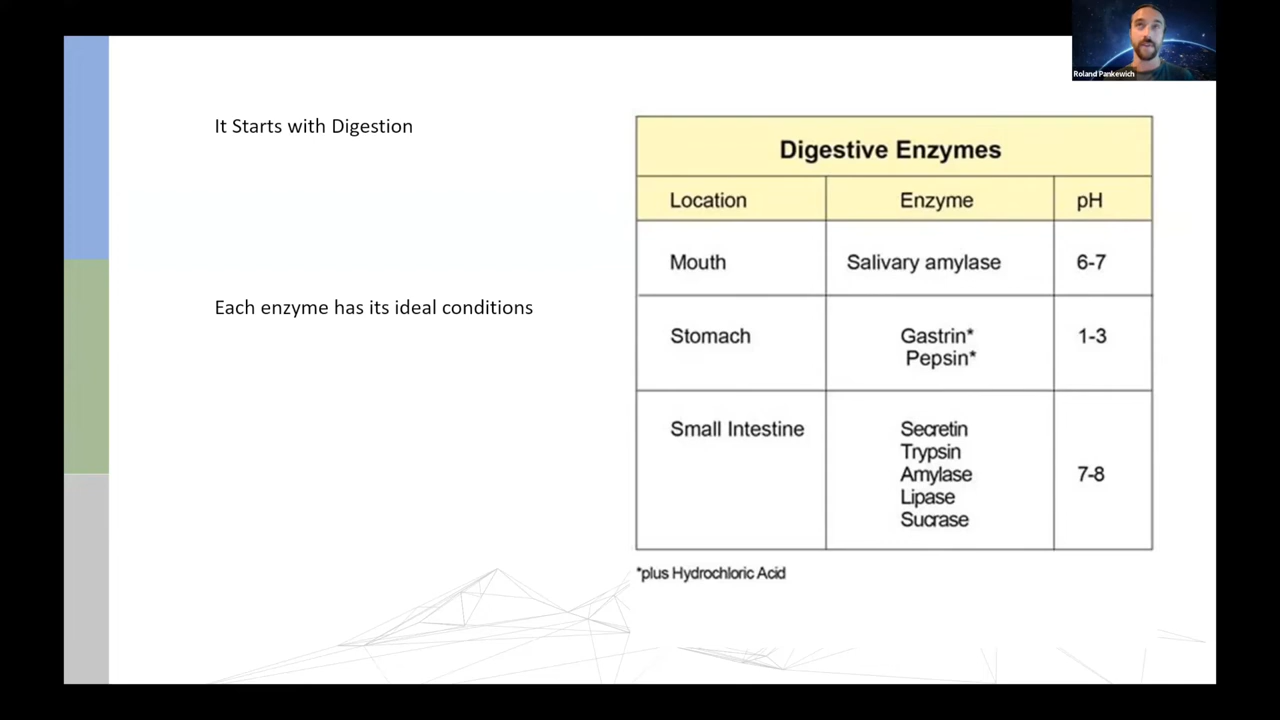 Roland Pankewich
It Starts with Digestion
Each enzyme has its ideal conditions
Digestive Enzymes
Location Enzyme pH
Mouth Salivary amylase 6-7
Stomach Gastrin* 1-3
Pepsin*
Small Intestine Secretin
Trypsin
Amylase 7-8
Lipase
Sucrase
*plus Hydrochloric Acid